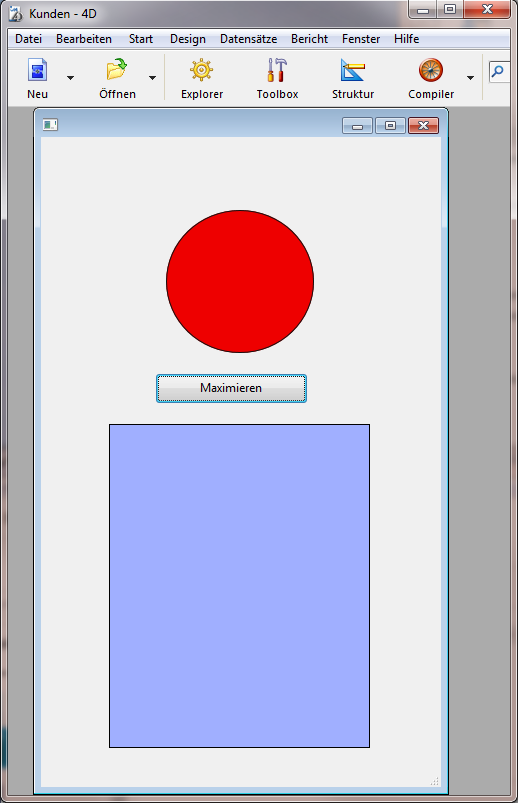 Kunden - 4D
Datei Bearbeiten Start Design Datensätze Bericht Fenster Hilfe
Neu Öffnen Explorer Toolbox Struktur Compiler
Maximieren